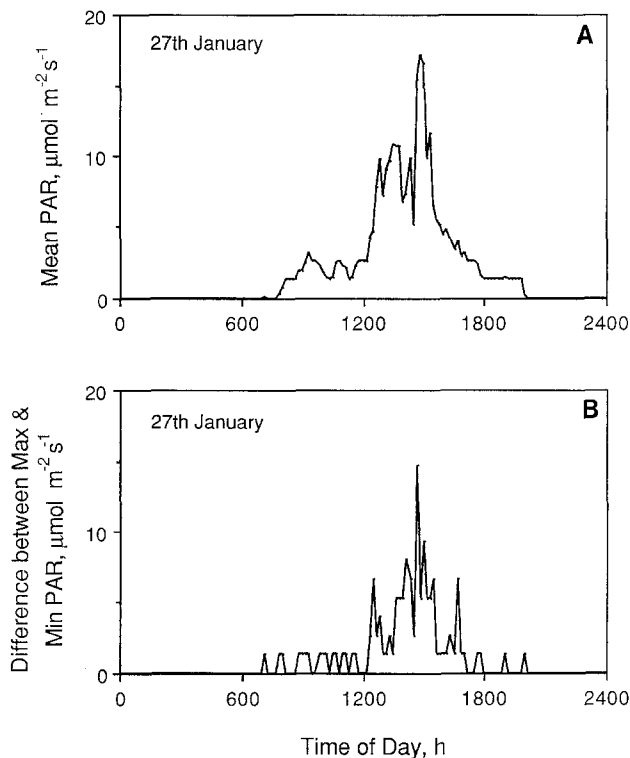 A
27th January
Mean PAR, µmol m⁻²s⁻¹
20
10
0
0 600 1200 1800 2400
B
27th January
Difference between Max &
Min PAR, µmol m⁻²s⁻¹
20
10
0
0 600 1200 1800 2400
Time of Day, h